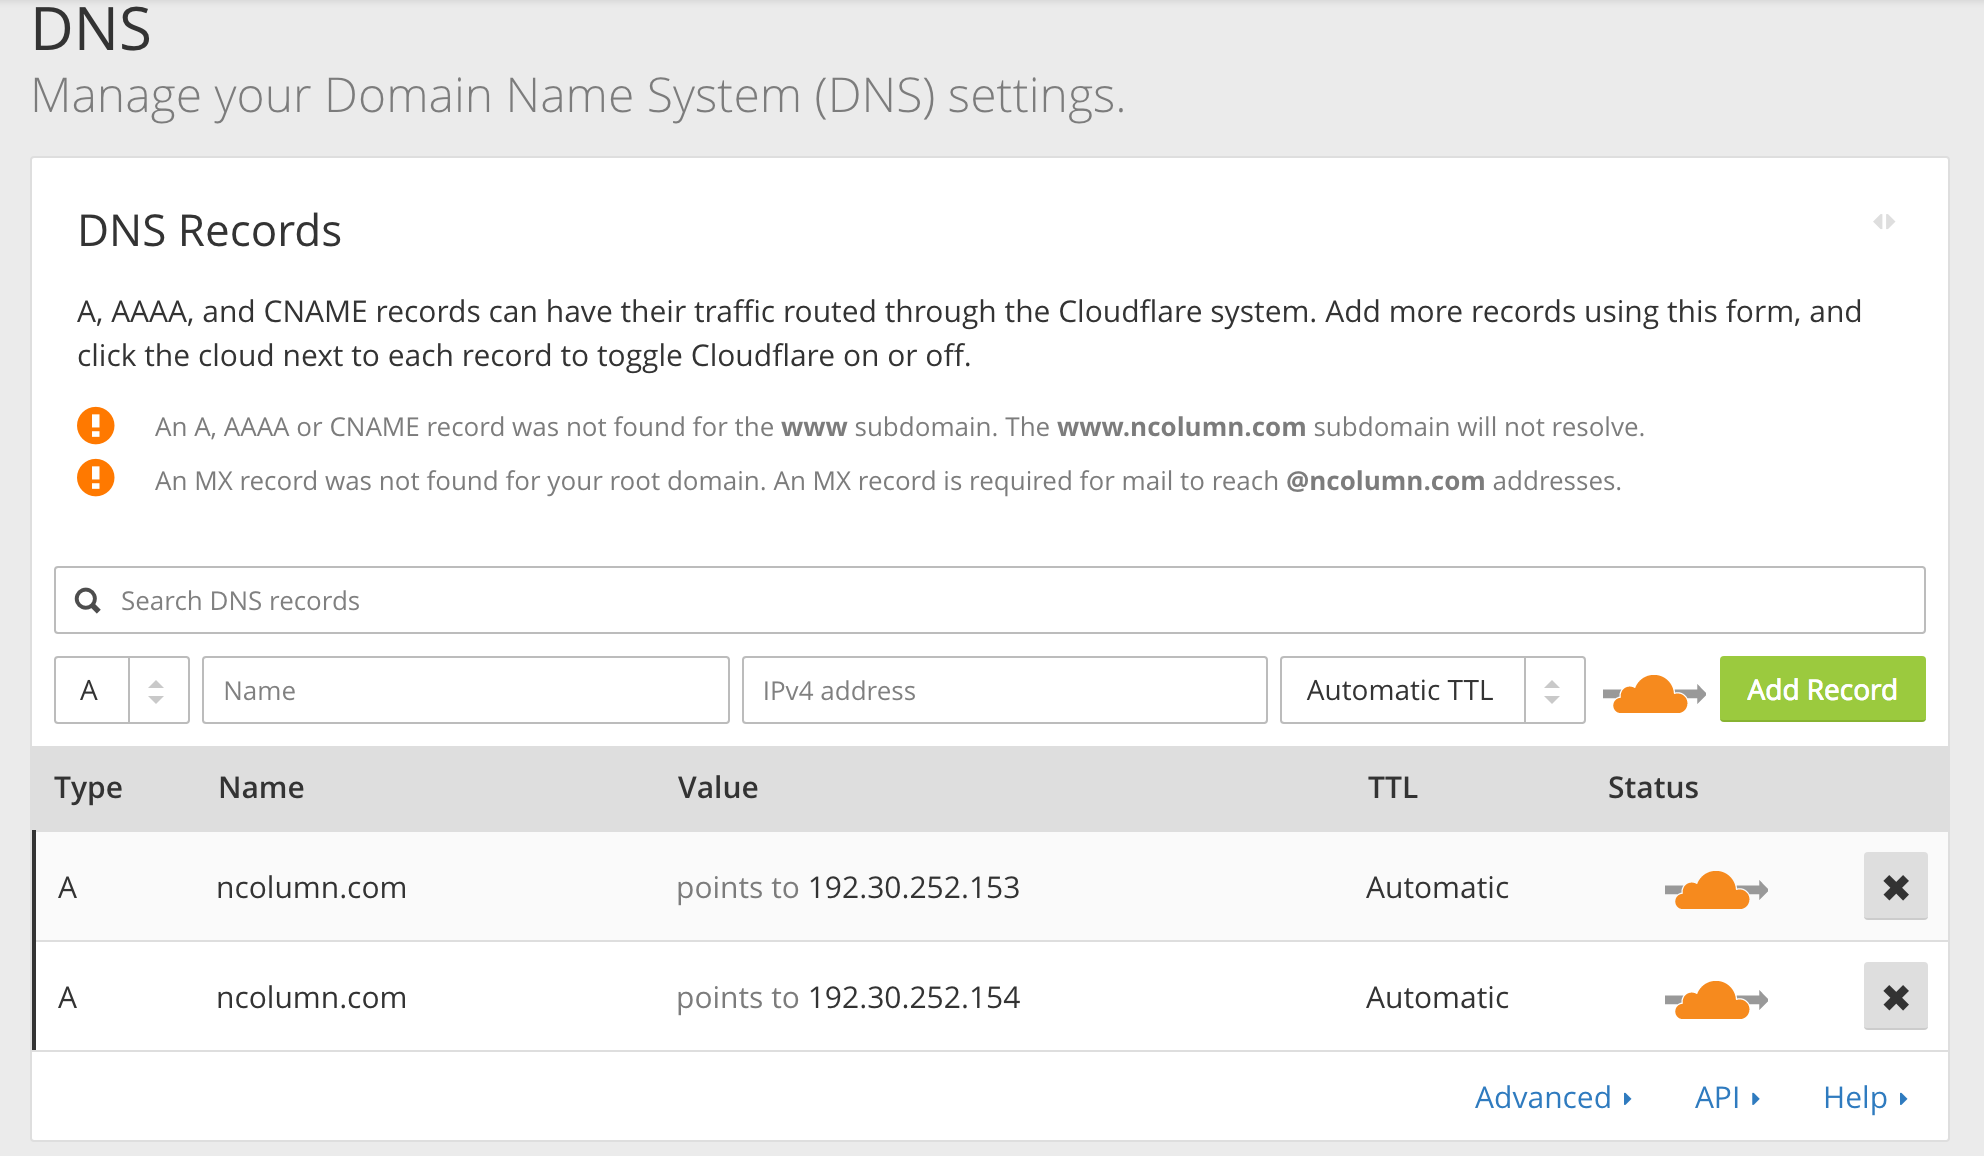 DNS
Manage your Domain Name System (DNS) settings.
DNS Records
A, AAAA, and CNAME records can have their traffic routed through the Cloudflare system. Add more records using this form, and
click the cloud next to each record to toggle Cloudflare on or off.
An A, AAAA or CNAME record was not found for the www subdomain. The www.ncolumn.com subdomain will not resolve.
An MX record was not found for your root domain. An MX record is required for mail to reach @ncolumn.com addresses.
Search DNS records
A Name IPv4 address Automatic TTL Add Record
Type Name Value TTL Status
A ncolumn.com points to 192.30.252.153 Automatic
A ncolumn.com points to 192.30.252.154 Automatic
Advanced API Help